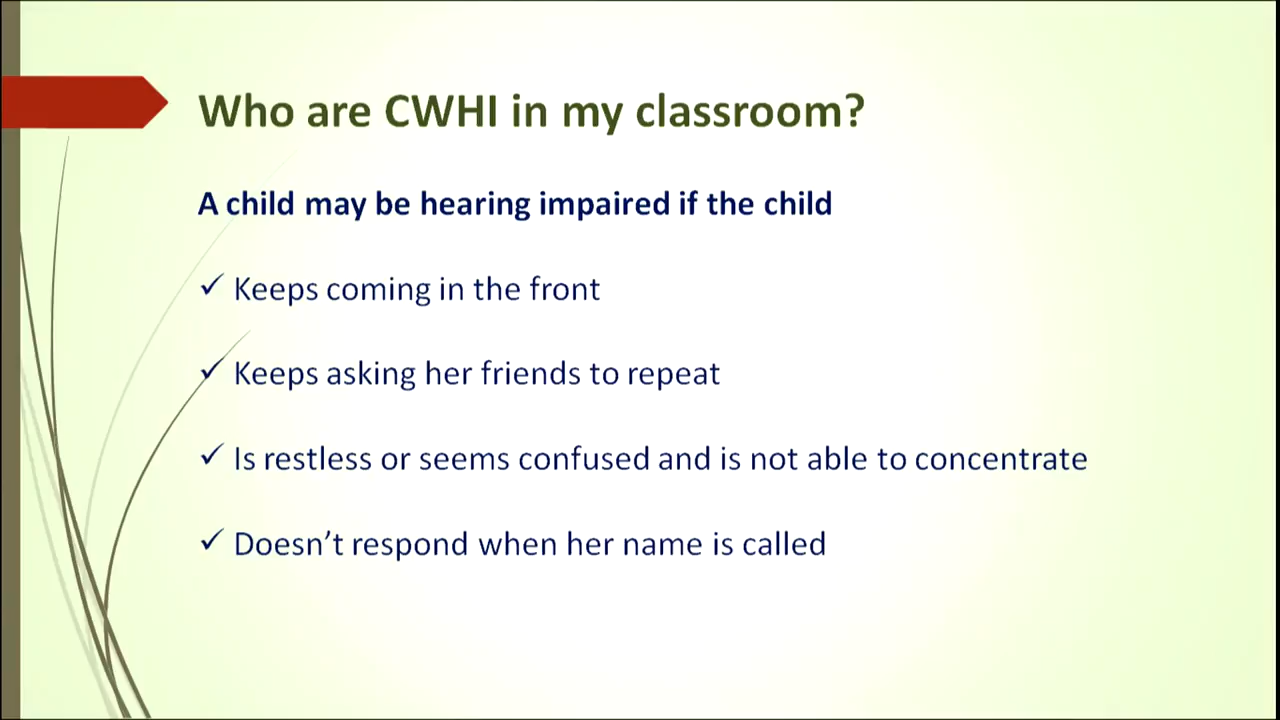 Who are CWHI in my classroom?
A child may be hearing impaired if the child
✓ Keeps coming in the front
✓ Keeps asking her friends to repeat
✓ Is restless or seems confused and is not able to concentrate
✓ Doesn’t respond when her name is called